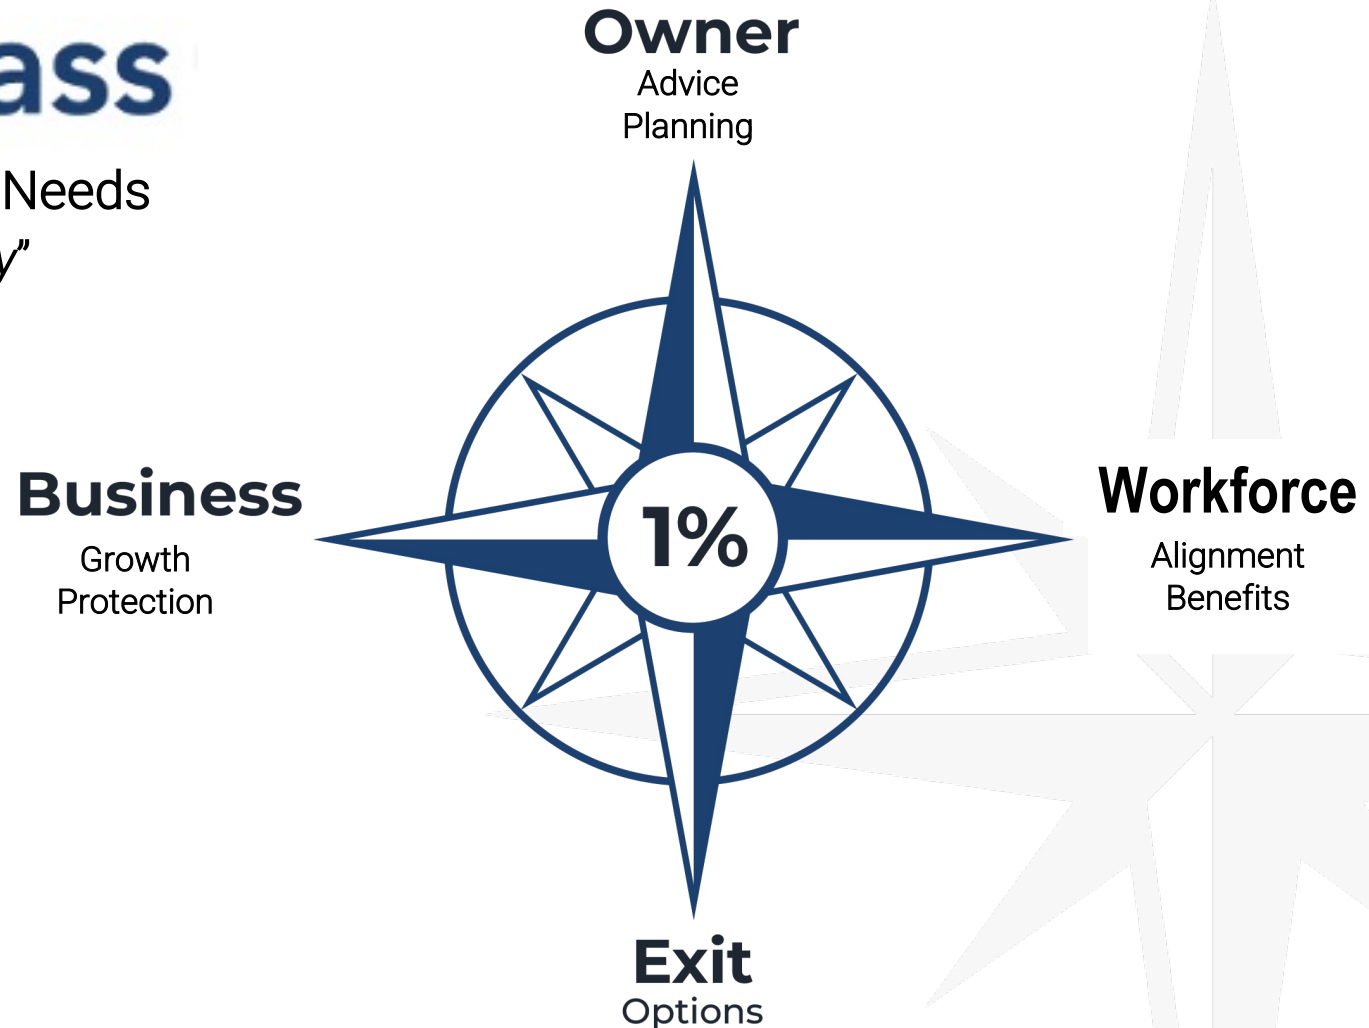 ass
Needs
y”
Owner
Advice
Planning
Business
Growth
Protection
1%
Workforce
Alignment
Benefits
Exit
Options